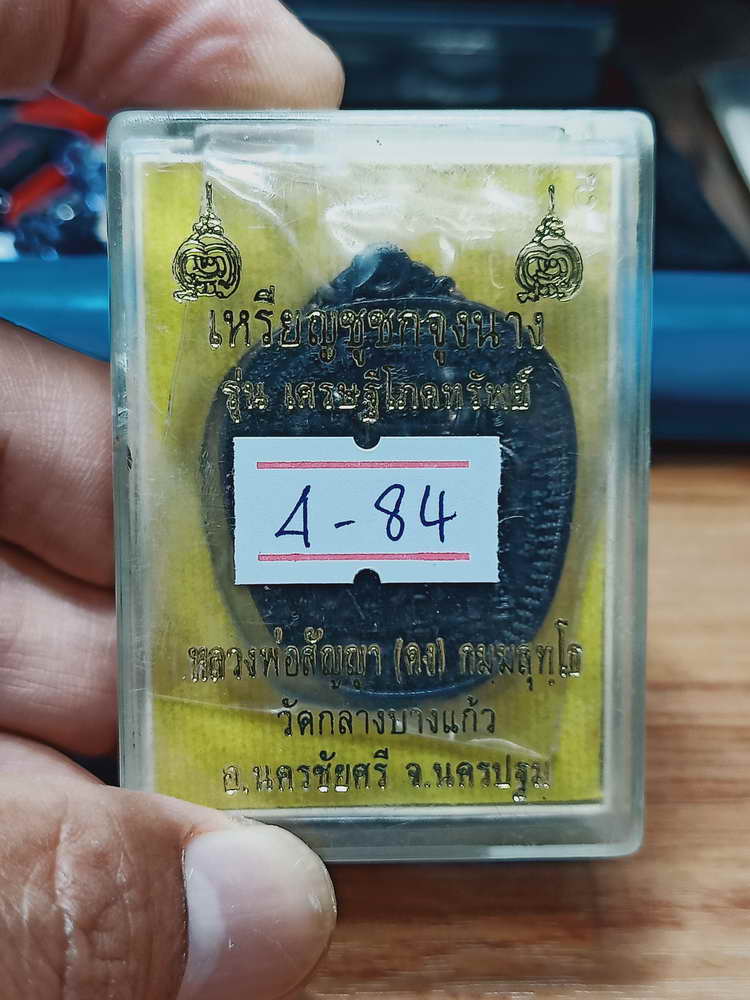 เหรียญชูชกจูงนาง
รุ่น เศรษฐีโภคทรัพย์
4-84
หลวงพ่อสัญญา (คง) กมฺมสุทฺโธ
วัดกลางบางแก้ว
อ.นครชัยศรี จ.นครปฐม